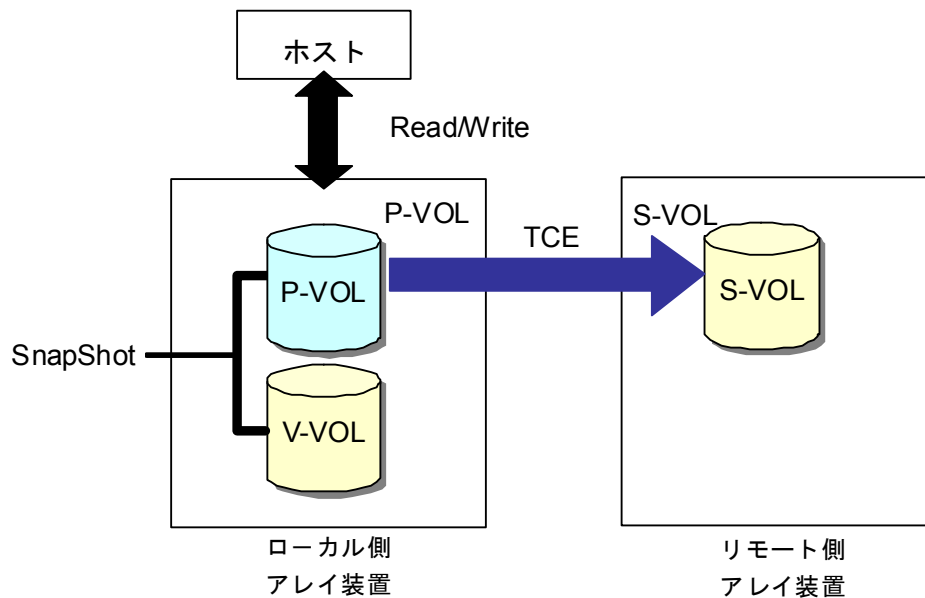 ホスト
Read/Write
P-VOL
S-VOL
TCE
P-VOL
S-VOL
SnapShot
V-VOL
ローカル側
アレイ装置
リモート側
アレイ装置